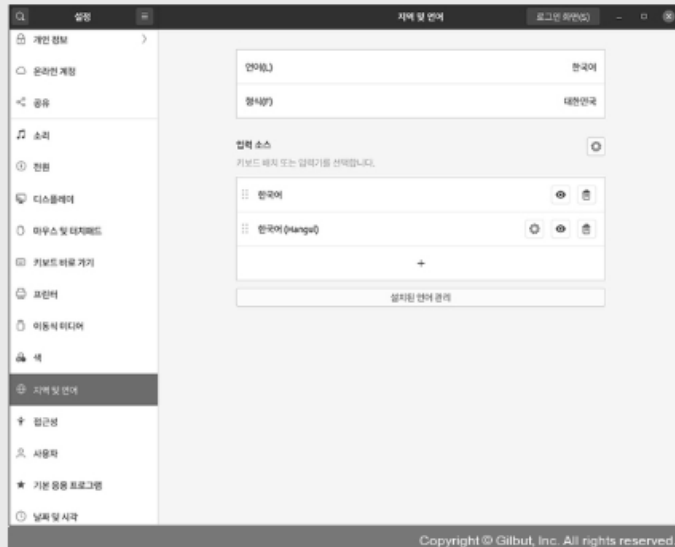 설정
지역 및 언어
로그인 화면(S)
개인 정보
온라인 계정
공유
소리
전원
디스플레이
마우스 및 터치패드
키보드 바로 가기
프린터
이동식 미디어
색
지역 및 언어
접근성
사용자
기본 응용 프로그램
날짜 및 시각
언어(L)
한국어
형식(F)
대한민국
입력 소스
키보드 배치 또는 입력기를 선택합니다.
한국어
한국어 (Hangul)
설치된 언어 관리
Copyright © Gilbut, Inc. All rights reserved